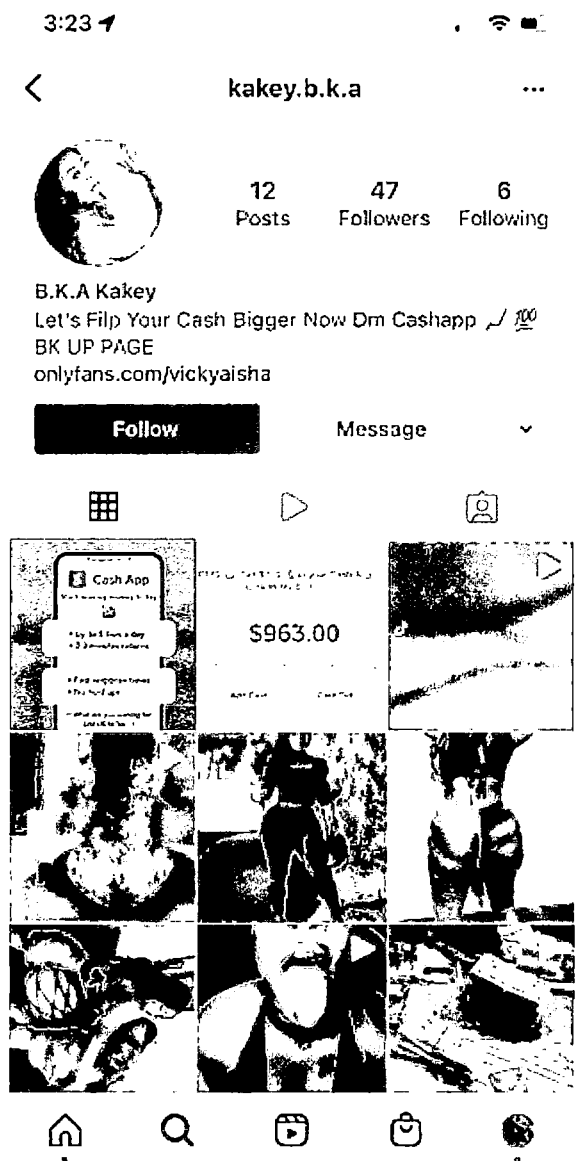 3:23
kakey.b.k.a
12
Posts
47
Followers
6
Following
B.K.A Kakey
Let's Filp Your Cash Bigger Now Dm Cashapp 💯
BK UP PAGE
onlyfans.com/vickyaisha
Follow
Message
Cash App
$963.00